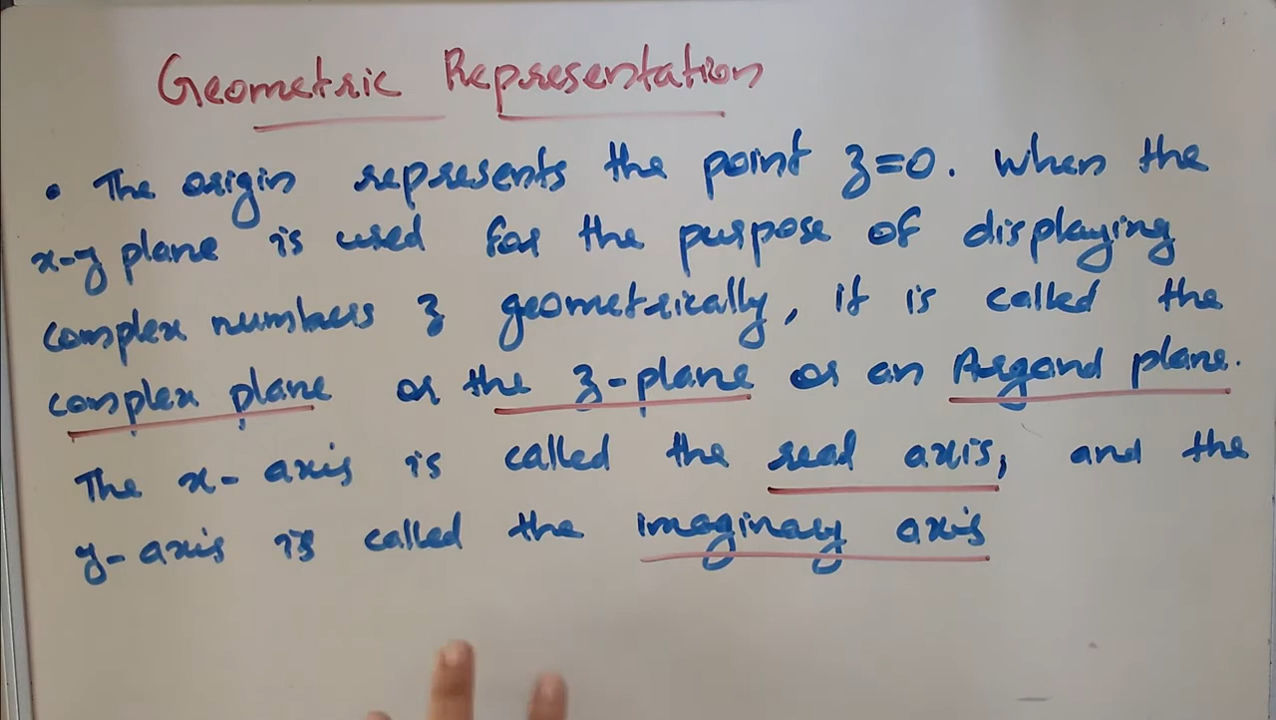 Geometric Representation
• The origin represents the point z=0. When the
x-y plane is used for the purpose of displaying
complex numbers z geometrically, it is called the
complex plane or the z-plane or an Argand plane.
The x-axis is called the real axis, and the
y-axis is called the imaginary axis